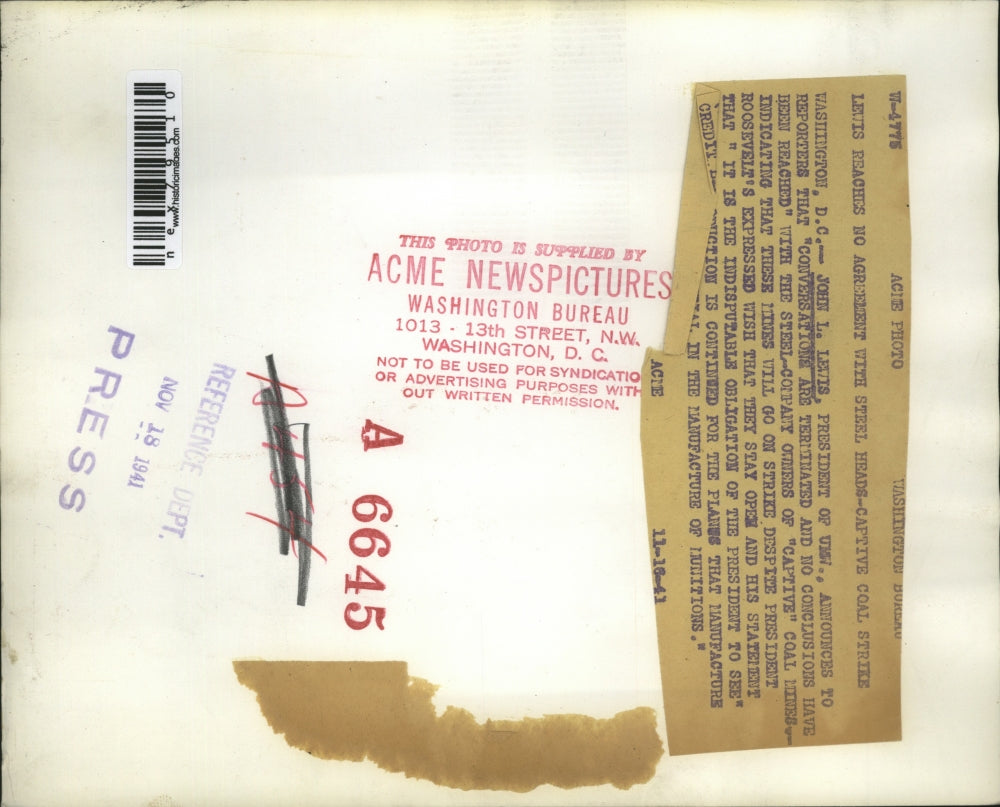 W-4775 ACME PHOTO WASHINGTON BUREAU
LEWIS REACHES NO AGREEMENT WITH STEEL HEADS-CAPTIVE COAL STRIKE
WASHINGTON, D.C.-- JOHN L. LEWIS, PRESIDENT OF UMW., ANNOUNCES TO
REPORTERS THAT "CONVERSATIONS ARE TERMINATED AND NO CONCLUSIONS HAVE
BEEN REACHED" WITH THE STEEL-COMPANY OWNERS OF "CAPTIVE" COAL MINES--
INDICATING THAT THESE MINES WILL GO ON STRIKE DESPITE PRESIDENT
ROOSEVELT'S EXPRESSED WISH THAT THEY STAY OPEN AND HIS STATEMENT
THAT " IT IS THE INDISPUTABLE OBLIGATION OF THE PRESIDENT TO SEE"
IS CONTINUED FOR THE PLANTS THAT MANUFACTURE
IN THE MANUFACTURE OF MUNITIONS."
CREDIT
ACME 11-16-41
THIS PHOTO IS SUPPLIED BY
ACME NEWSPICTURES
WASHINGTON BUREAU
1013 - 13th STREET, N.W.
WASHINGTON, D. C.
NOT TO BE USED FOR SYNDICATIO
OR ADVERTISING PURPOSES WITH
OUT WRITTEN PERMISSION.
A 6645
REFERENCE DEPT.
NOV 18 1941
PRESS
www.historicimages.com
nex79510